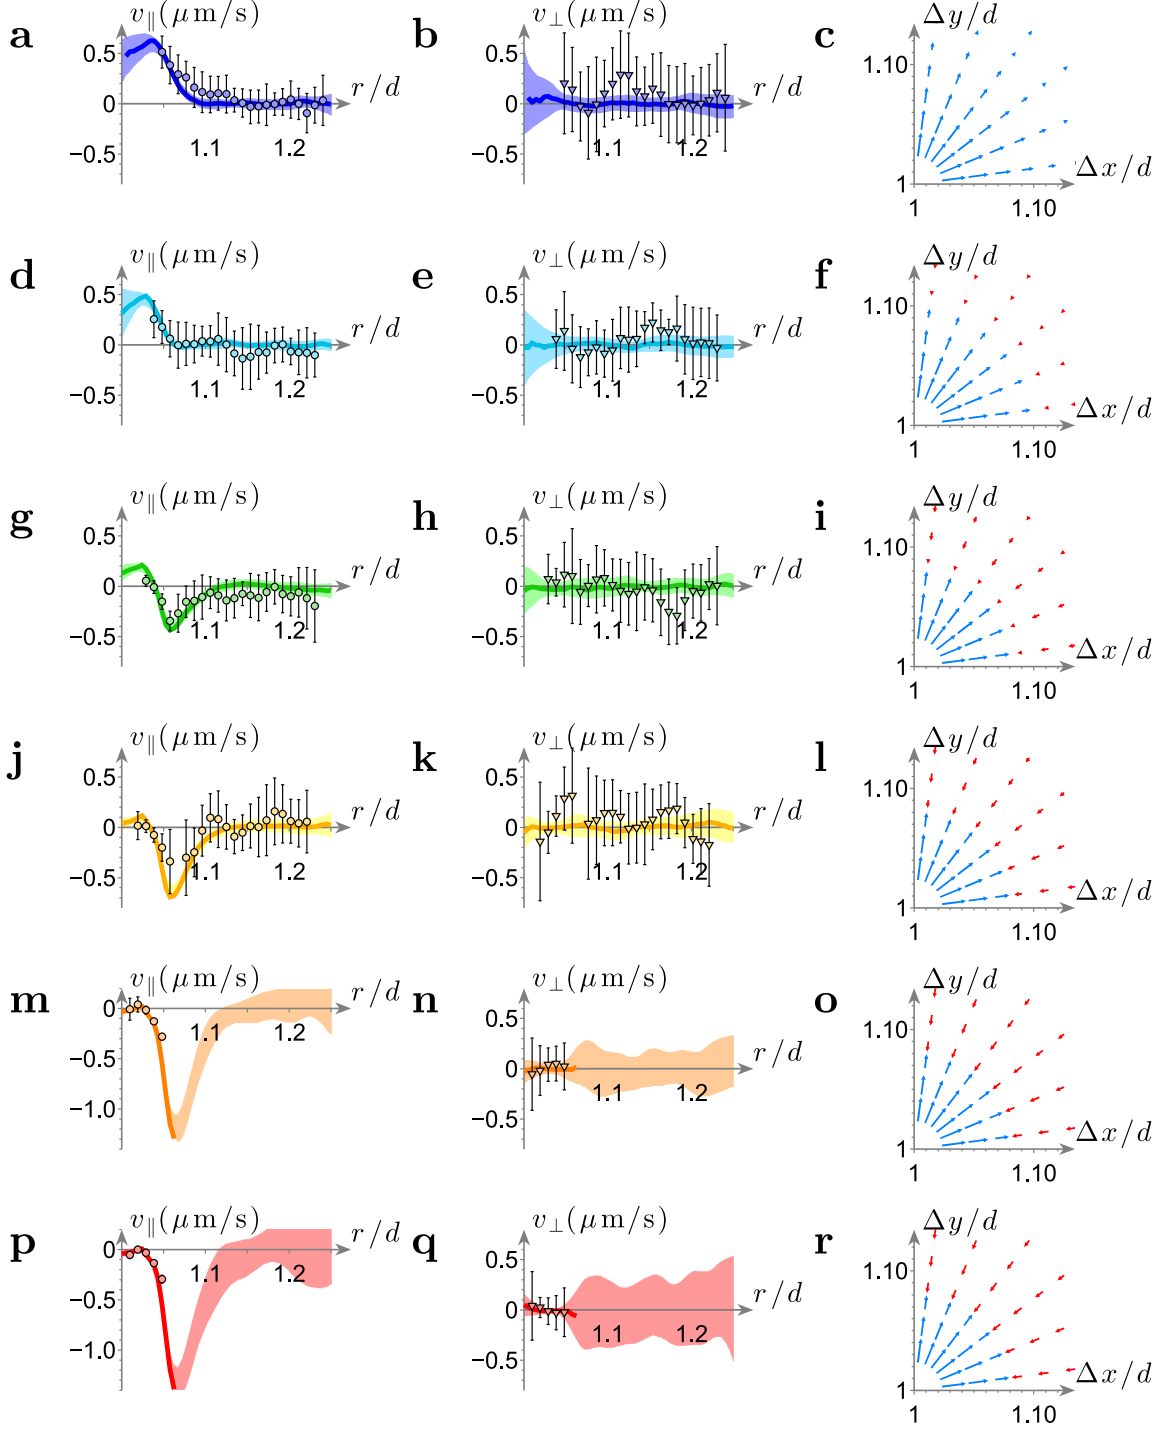 a v∥(μm/s) b v⊥(μm/s) c Δy/d
0.5 0.5 1.10
r/d r/d
0 0
1.1 1.2 1.1 1.2
−0.5 −0.5 1 Δx/d
1 1.10
d v∥(μm/s) e v⊥(μm/s) f Δy/d
0.5 0.5 1.10
r/d r/d
0 0
1.1 1.2 1.1 1.2
−0.5 −0.5 1 Δx/d
1 1.10
g v∥(μm/s) h v⊥(μm/s) i Δy/d
0.5 0.5 1.10
r/d r/d
0 0
1.1 1.2 1.1 1.2
−0.5 −0.5 1 Δx/d
1 1.10
j v∥(μm/s) k v⊥(μm/s) l Δy/d
0.5 0.5 1.10
r/d r/d
0 0
1.1 1.2 1.1 1.2
−0.5 −0.5 1 Δx/d
1 1.10
m v∥(μm/s) n v⊥(μm/s) o Δy/d
0 r/d 0.5 1.10
1.1 1.2 r/d
−0.5 0
1.1 1.2
−1.0 −0.5 1 Δx/d
1 1.10
p v∥(μm/s) q v⊥(μm/s) r Δy/d
0 r/d 0.5 1.10
1.1 1.2 r/d
−0.5 0
1.1 1.2
−1.0 −0.5 1 Δx/d
1 1.10